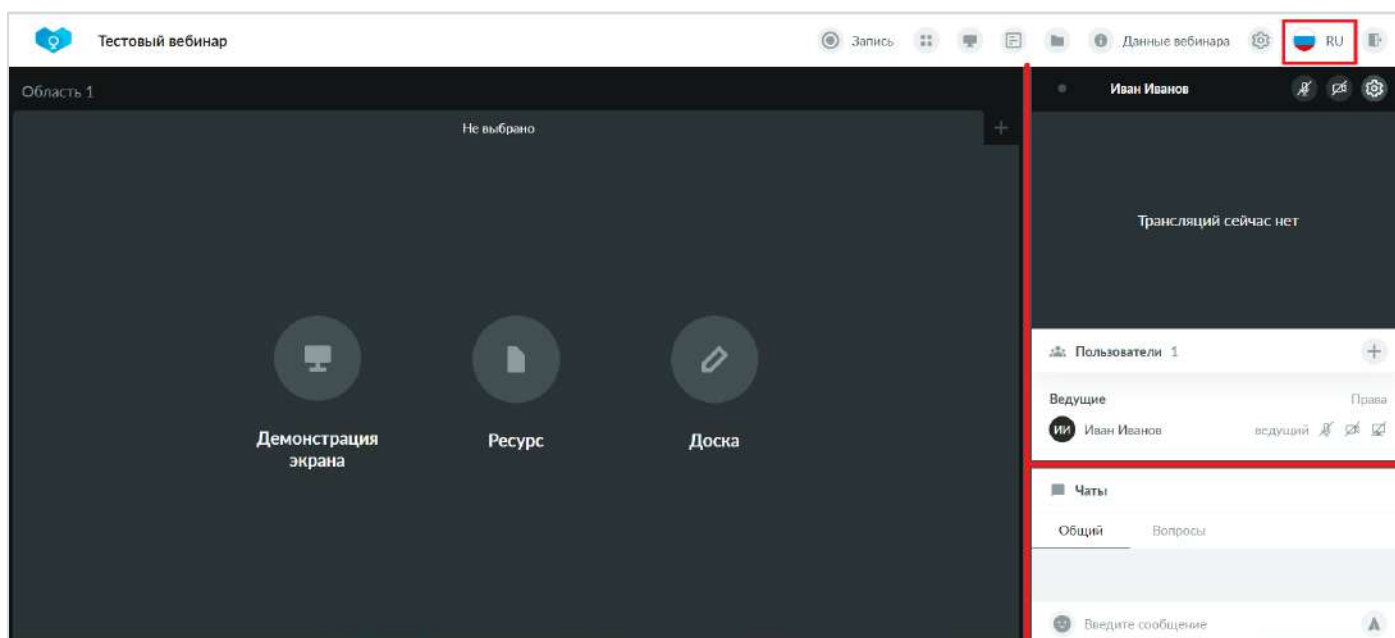 Тестовый вебинар
Запись
Данные вебинара
RU
Область 1
Не выбрано
Демонстрация
экрана
Ресурс
Доска
Иван Иванов
Трансляций сейчас нет
Пользователи 1
Ведущие Права
ИИ Иван Иванов ведущий
Чаты
Общий Вопросы
Введите сообщение